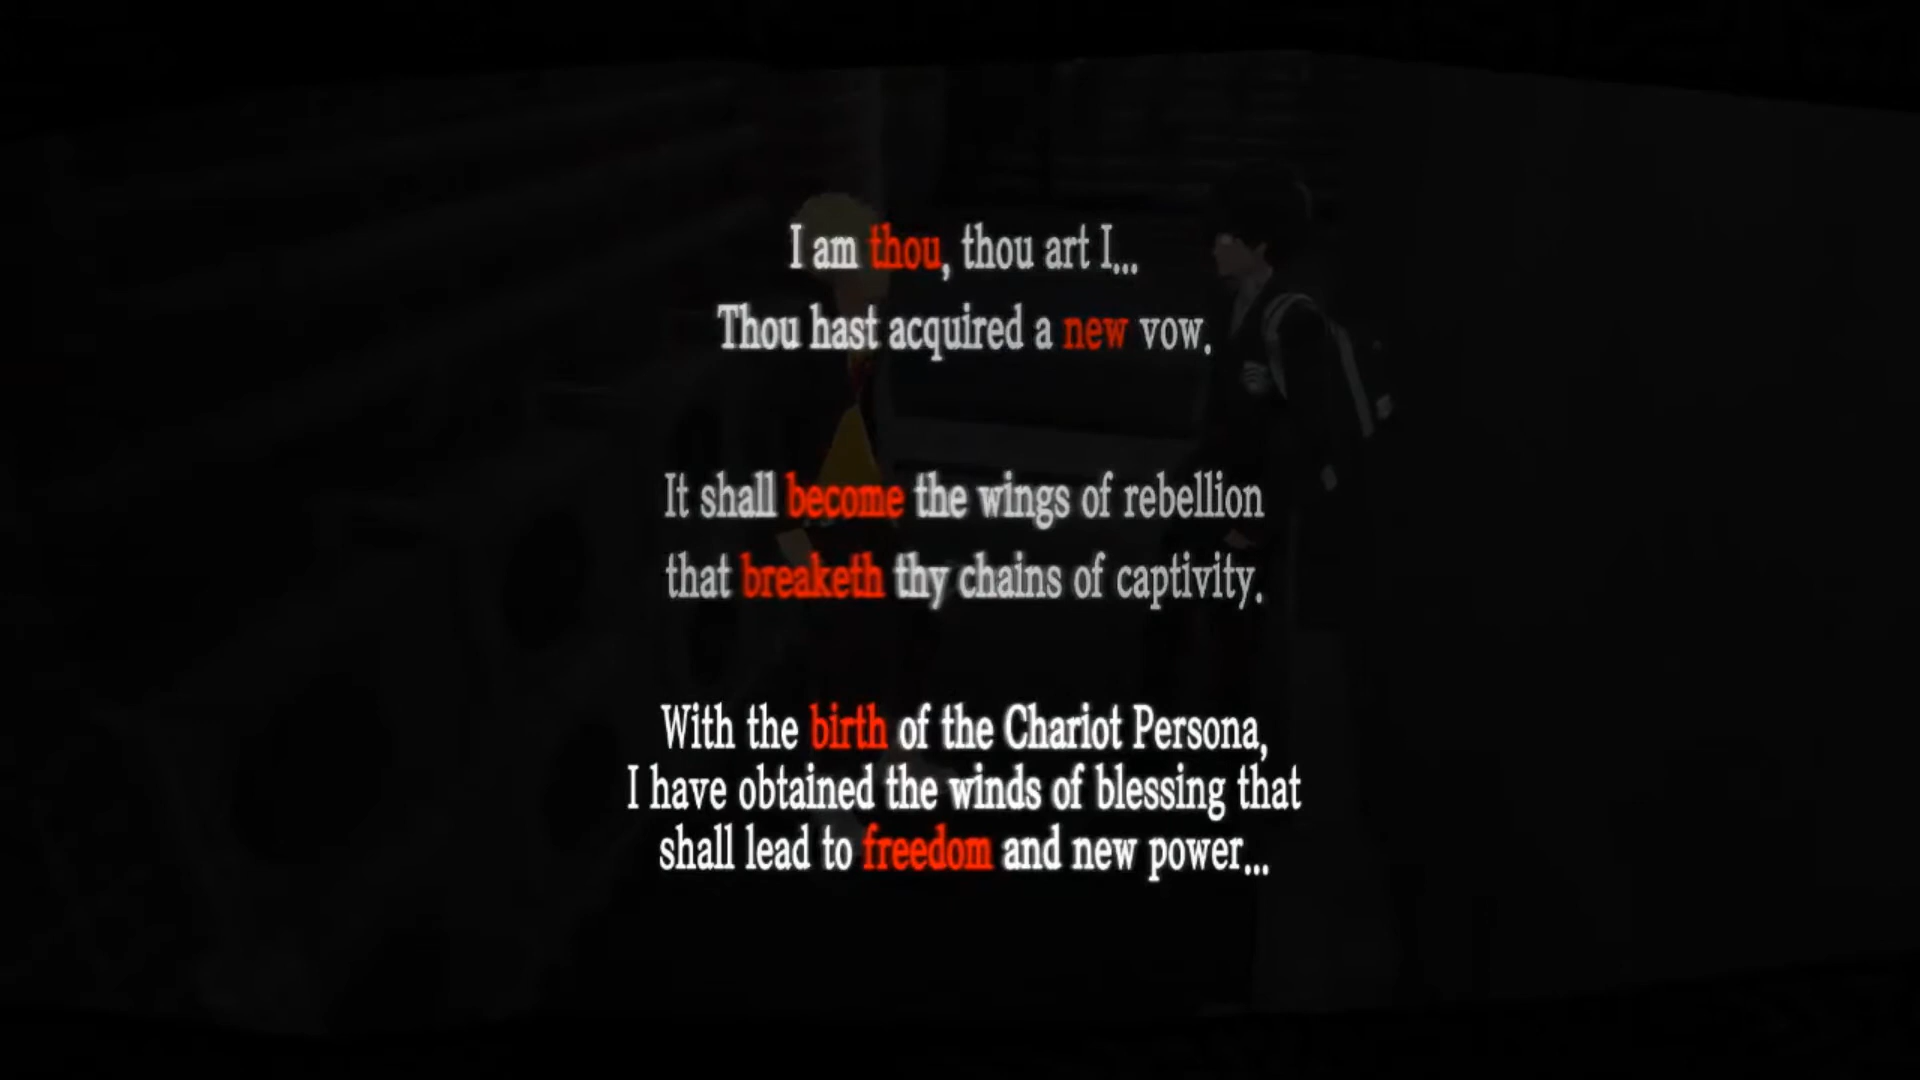 I am thou, thou art I...
Thou hast acquired a new vow.
It shall become the wings of rebellion
that breaketh thy chains of captivity.
With the birth of the Chariot Persona,
I have obtained the winds of blessing that
shall lead to freedom and new power...